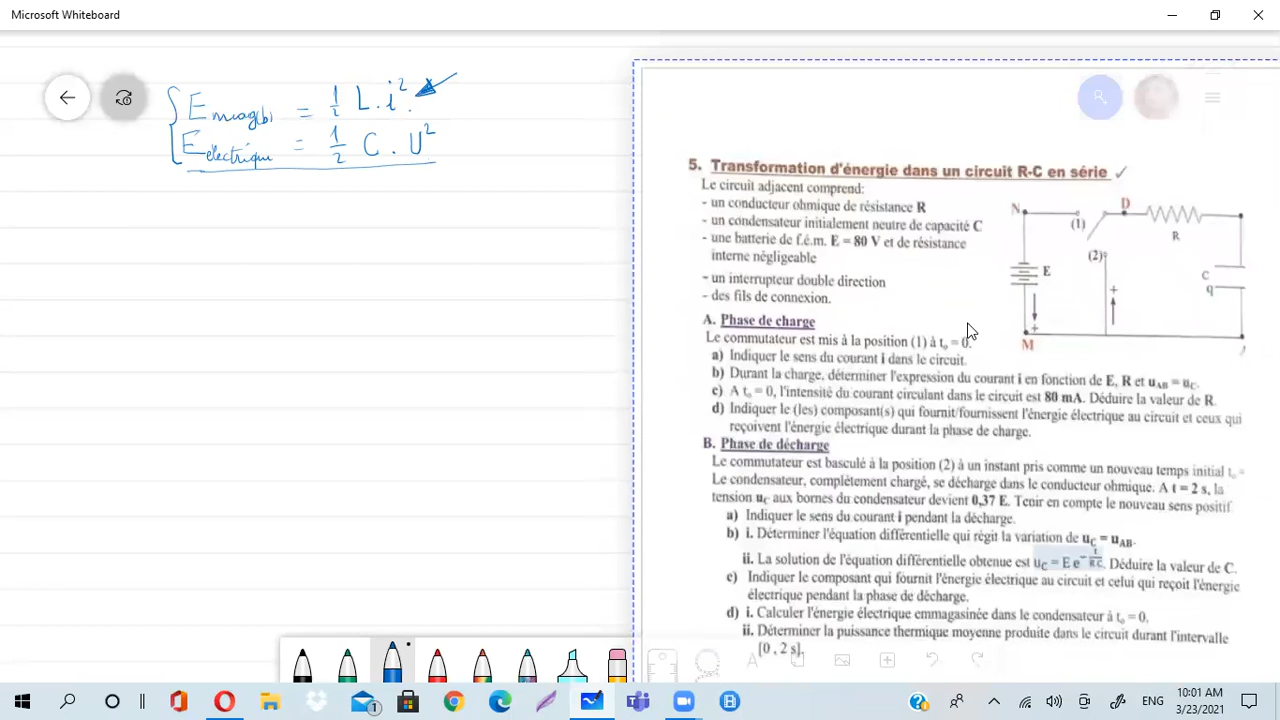 Microsoft Whiteboard
E mag(b) = 1/2 L . i².
E électrique = 1/2 C . U²
5. Transformation d'énergie dans un circuit R-C en série ✓
Le circuit adjacent comprend:
- un conducteur ohmique de résistance R
- un condensateur initialement neutre de capacité C
- une batterie de f.é.m. E = 80 V et de résistance
interne négligeable
- un interrupteur double direction
- des fils de connexion.
N
(1)
D
R
(2)
E
C
q
+
+
M
A. Phase de charge
Le commutateur est mis à la position (1) à t₀ = 0.
a) Indiquer le sens du courant i dans le circuit.
b) Durant la charge, déterminer l'expression du courant i en fonction de E, R et u_AB = u_C.
c) A t₀ = 0, l'intensité du courant circulant dans le circuit est 80 mA. Déduire la valeur de R.
d) Indiquer le (les) composant(s) qui fournit/fournissent l'énergie électrique au circuit et ceux qui
reçoivent l'énergie électrique durant la phase de charge.
B. Phase de décharge
Le commutateur est basculé à la position (2) à un instant pris comme un nouveau temps initial t₀ =
Le condensateur, complètement chargé, se décharge dans le conducteur ohmique. A t = 2 s, la
tension u_C aux bornes du condensateur devient 0,37 E. Tenir en compte le nouveau sens positif
a) Indiquer le sens du courant i pendant la décharge.
b) i. Déterminer l'équation différentielle qui régit la variation de u_C = u_AB.
ii. La solution de l'équation différentielle obtenue est u_C = E e^(-t/RC). Déduire la valeur de C.
c) Indiquer le composant qui fournit l'énergie électrique au circuit et celui qui reçoit l'énergie
électrique pendant la phase de décharge.
d) i. Calculer l'énergie électrique emmagasinée dans le condensateur à t₀ = 0.
ii. Déterminer la puissance thermique moyenne produite dans le circuit durant l'intervalle
[0 , 2 s].
1
ENG
10:01 AM
3/23/2021